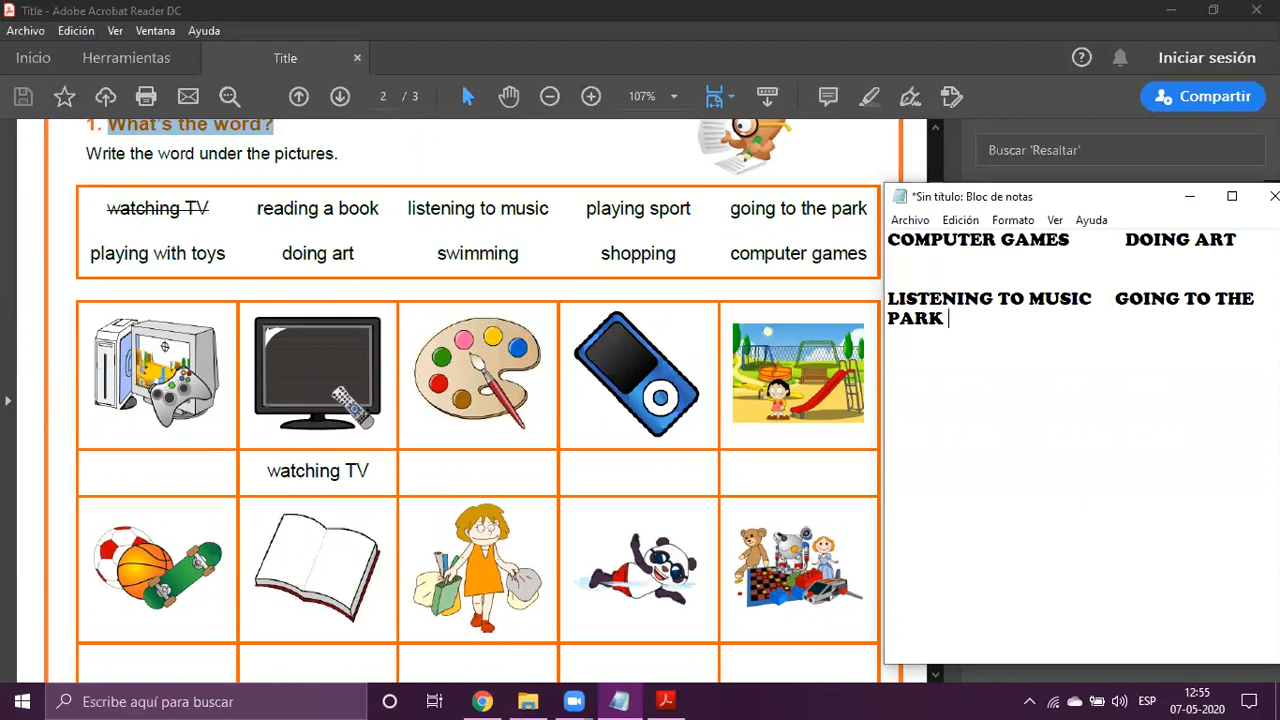 Title - Adobe Acrobat Reader DC
Archivo Edición Ver Ventana Ayuda
Inicio Herramientas Title × Iniciar sesión
2 / 3 107% Compartir
1. What's the word?
Write the word under the pictures.
Buscar 'Resaltar'
watching TV reading a book listening to music playing sport going to the park
playing with toys doing art swimming shopping computer games
watching TV
*Sin título: Bloc de notas
Archivo Edición Formato Ver Ayuda
COMPUTER GAMES DOING ART
LISTENING TO MUSIC GOING TO THE
PARK
Escribe aquí para buscar
ESP
12:55
07-05-2020